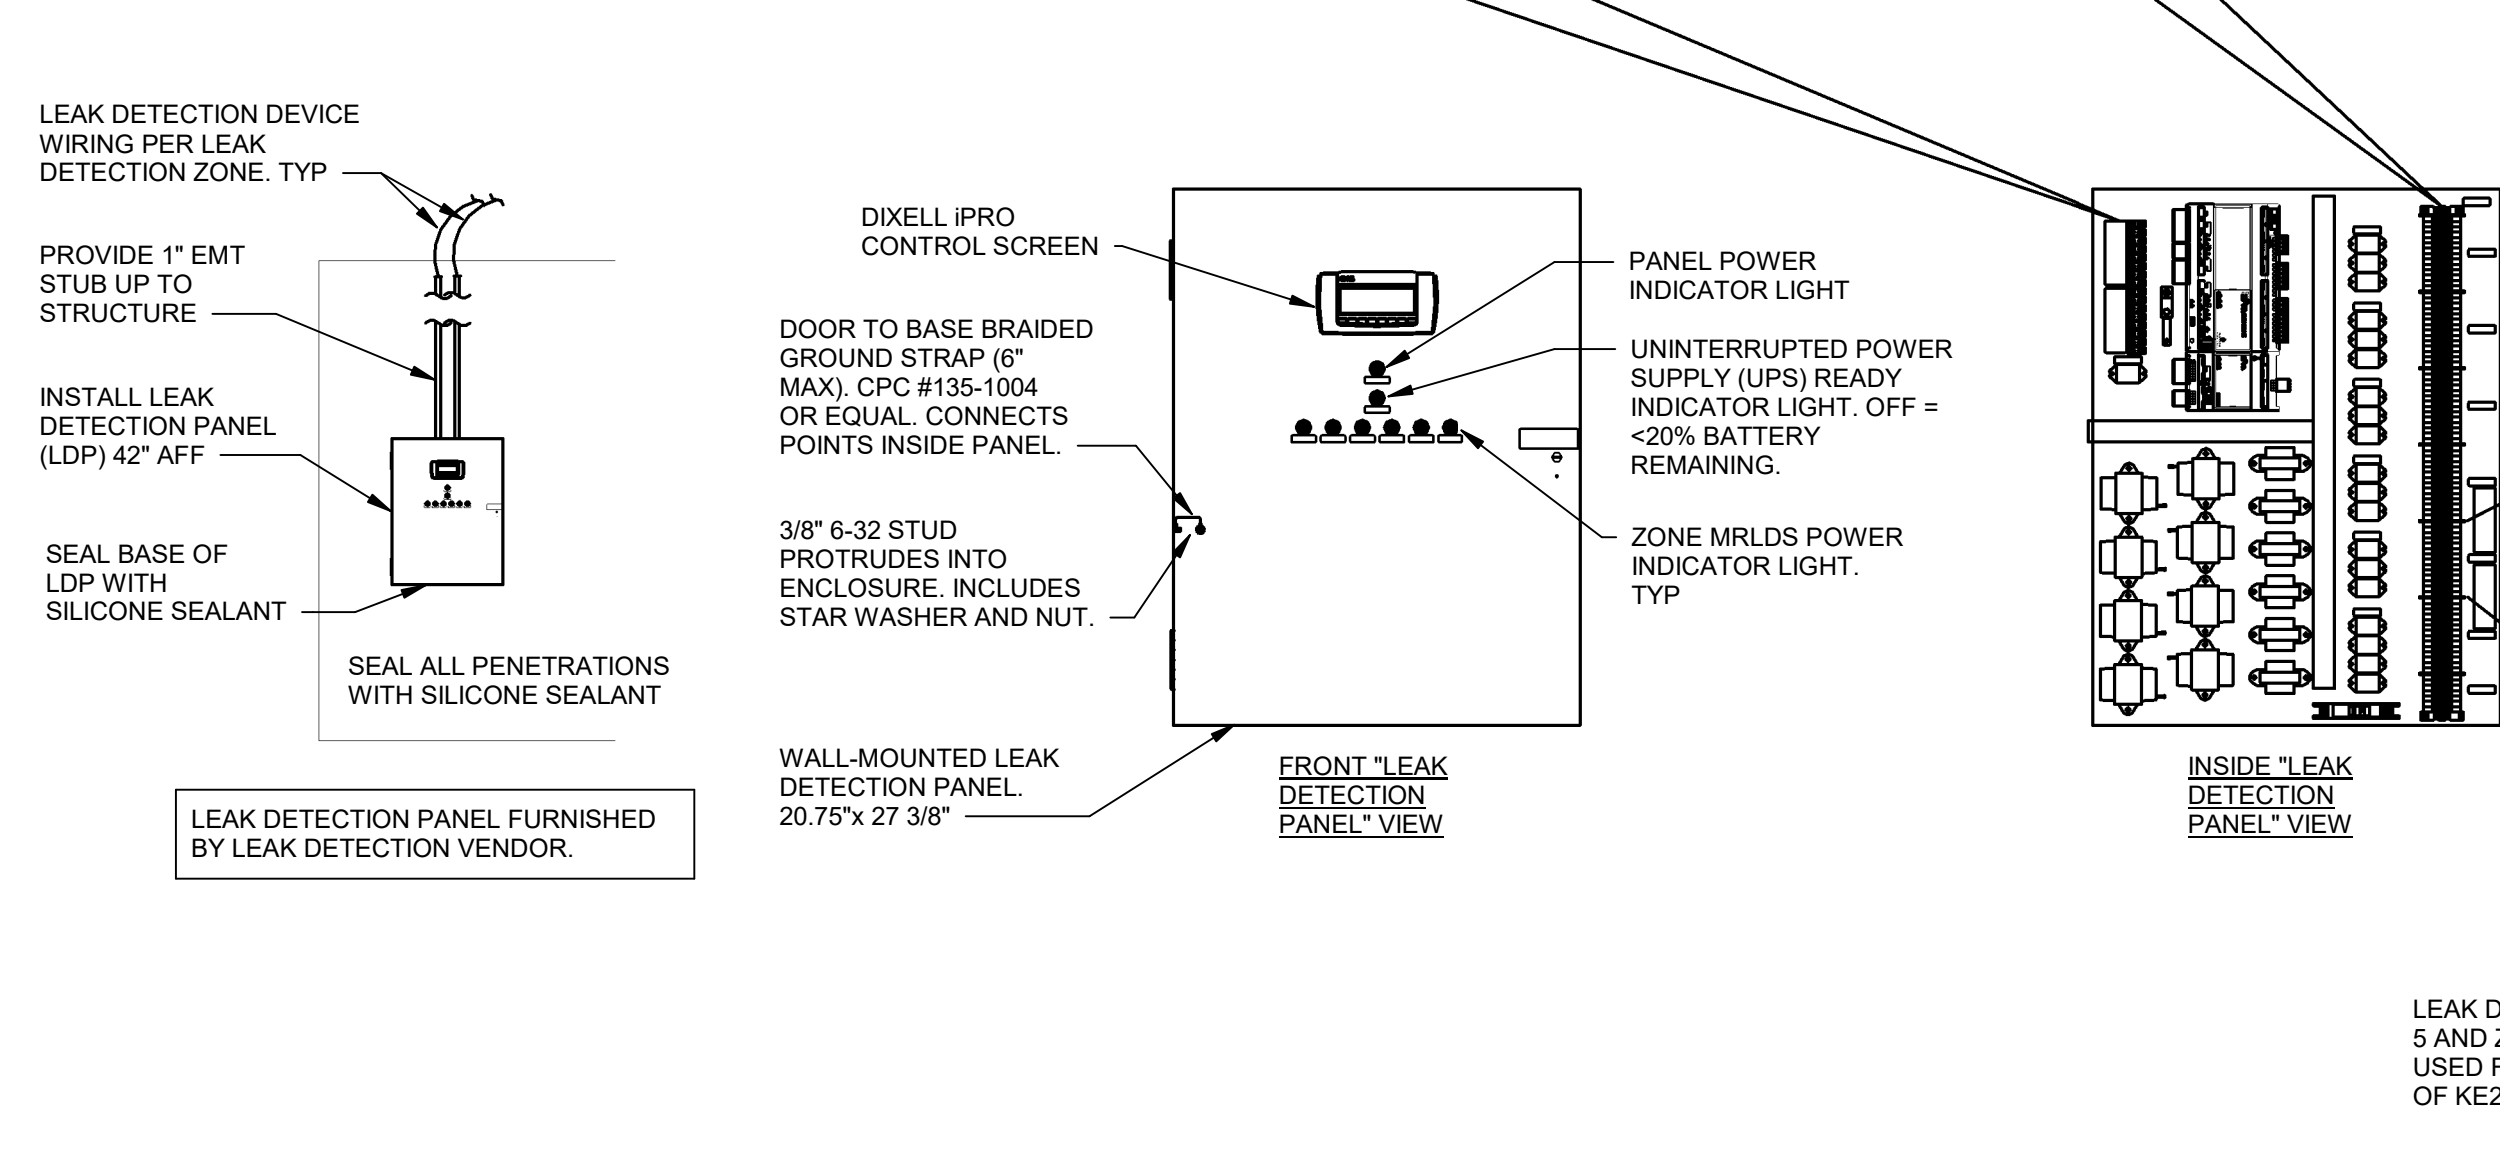 LEAK DETECTION DEVICE
WIRING PER LEAK
DETECTION ZONE. TYP
PROVIDE 1" EMT
STUB UP TO
STRUCTURE
INSTALL LEAK
DETECTION PANEL
(LDP) 42" AFF
SEAL BASE OF
LDP WITH
SILICONE SEALANT
SEAL ALL PENETRATIONS
WITH SILICONE SEALANT
LEAK DETECTION PANEL FURNISHED
BY LEAK DETECTION VENDOR.
DIXELL iPRO
CONTROL SCREEN
DOOR TO BASE BRAIDED
GROUND STRAP (6"
MAX). CPC #135-1004
OR EQUAL. CONNECTS
POINTS INSIDE PANEL.
3/8" 6-32 STUD
PROTRUDES INTO
ENCLOSURE. INCLUDES
STAR WASHER AND NUT.
WALL-MOUNTED LEAK
DETECTION PANEL.
20.75"x 27 3/8"
PANEL POWER
INDICATOR LIGHT
UNINTERRUPTED POWER
SUPPLY (UPS) READY
INDICATOR LIGHT. OFF =
<20% BATTERY
REMAINING.
ZONE MRLDS POWER
INDICATOR LIGHT.
TYP
FRONT "LEAK
DETECTION
PANEL" VIEW
INSIDE "LEAK
DETECTION
PANEL" VIEW
LEAK
5 AND
USED
OF KE2